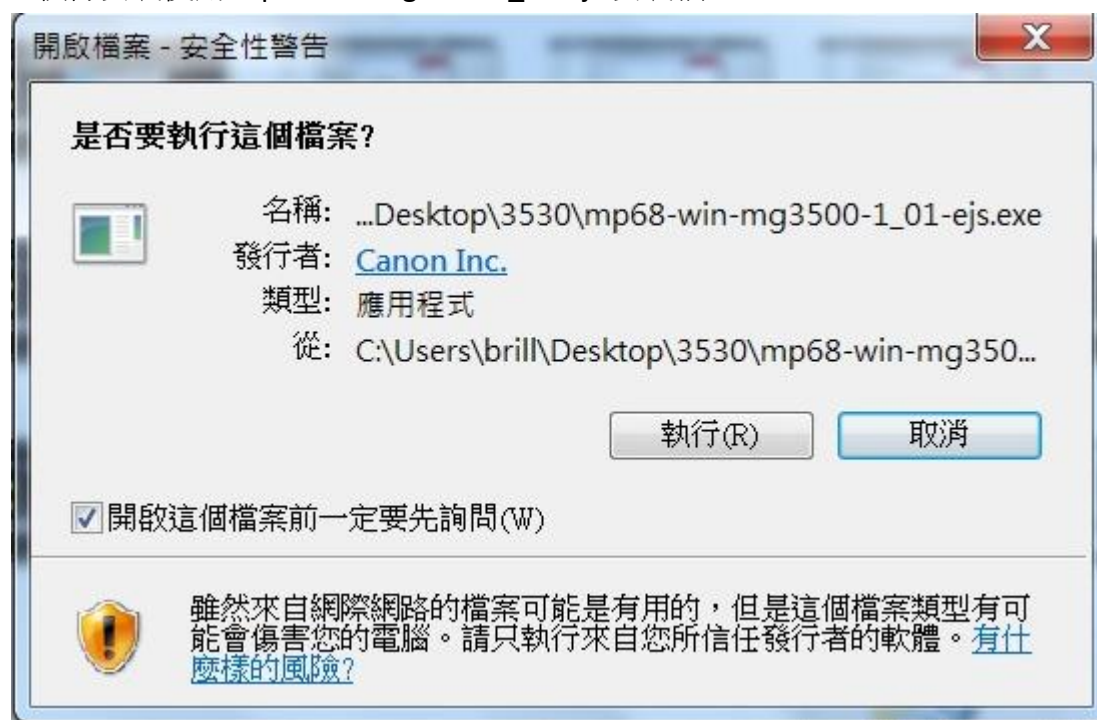 開啟檔案 - 安全性警告
是否要執行這個檔案?
名稱: ...Desktop\3530\mp68-win-mg3500-1_01-ejs.exe
發行者: Canon Inc.
類型: 應用程式
從: C:\Users\brill\Desktop\3530\mp68-win-mg350...
執行(R) 取消
開啟這個檔案前一定要先詢問(W)
雖然來自網際網路的檔案可能是有用的，但是這個檔案類型有可
能會傷害您的電腦。請只執行來自您所信任發行者的軟體。有什
麼樣的風險?